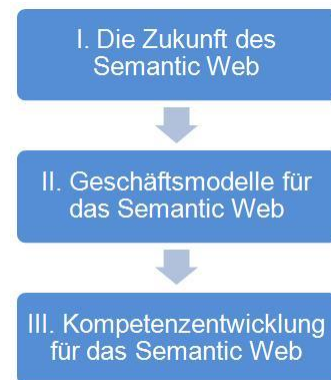 I. Die Zukunft des
Semantic Web
II. Geschäftsmodelle für
das Semantic Web
III. Kompetenzentwicklung
für das Semantic Web